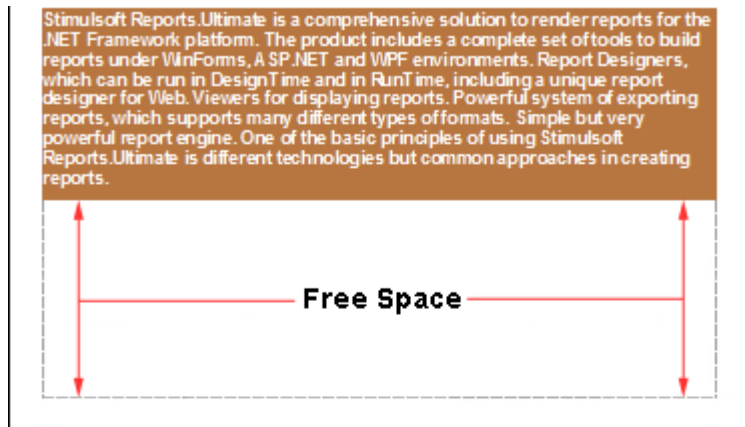 Stimulsoft Reports.Ultimate is a comprehensive solution to render reports for the
.NET Framework platform. The product includes a complete set of tools to build
reports under WinForms, ASP.NET and WPF environments. Report Designers,
which can be run in DesignTime and in RunTime, including a unique report
designer for Web. Viewers for displaying reports. Powerful system of exporting
reports, which supports many different types of formats. Simple but very
powerful report engine. One of the basic principles of using Stimulsoft
Reports.Ultimate is different technologies but common approaches in creating
reports.
Free Space